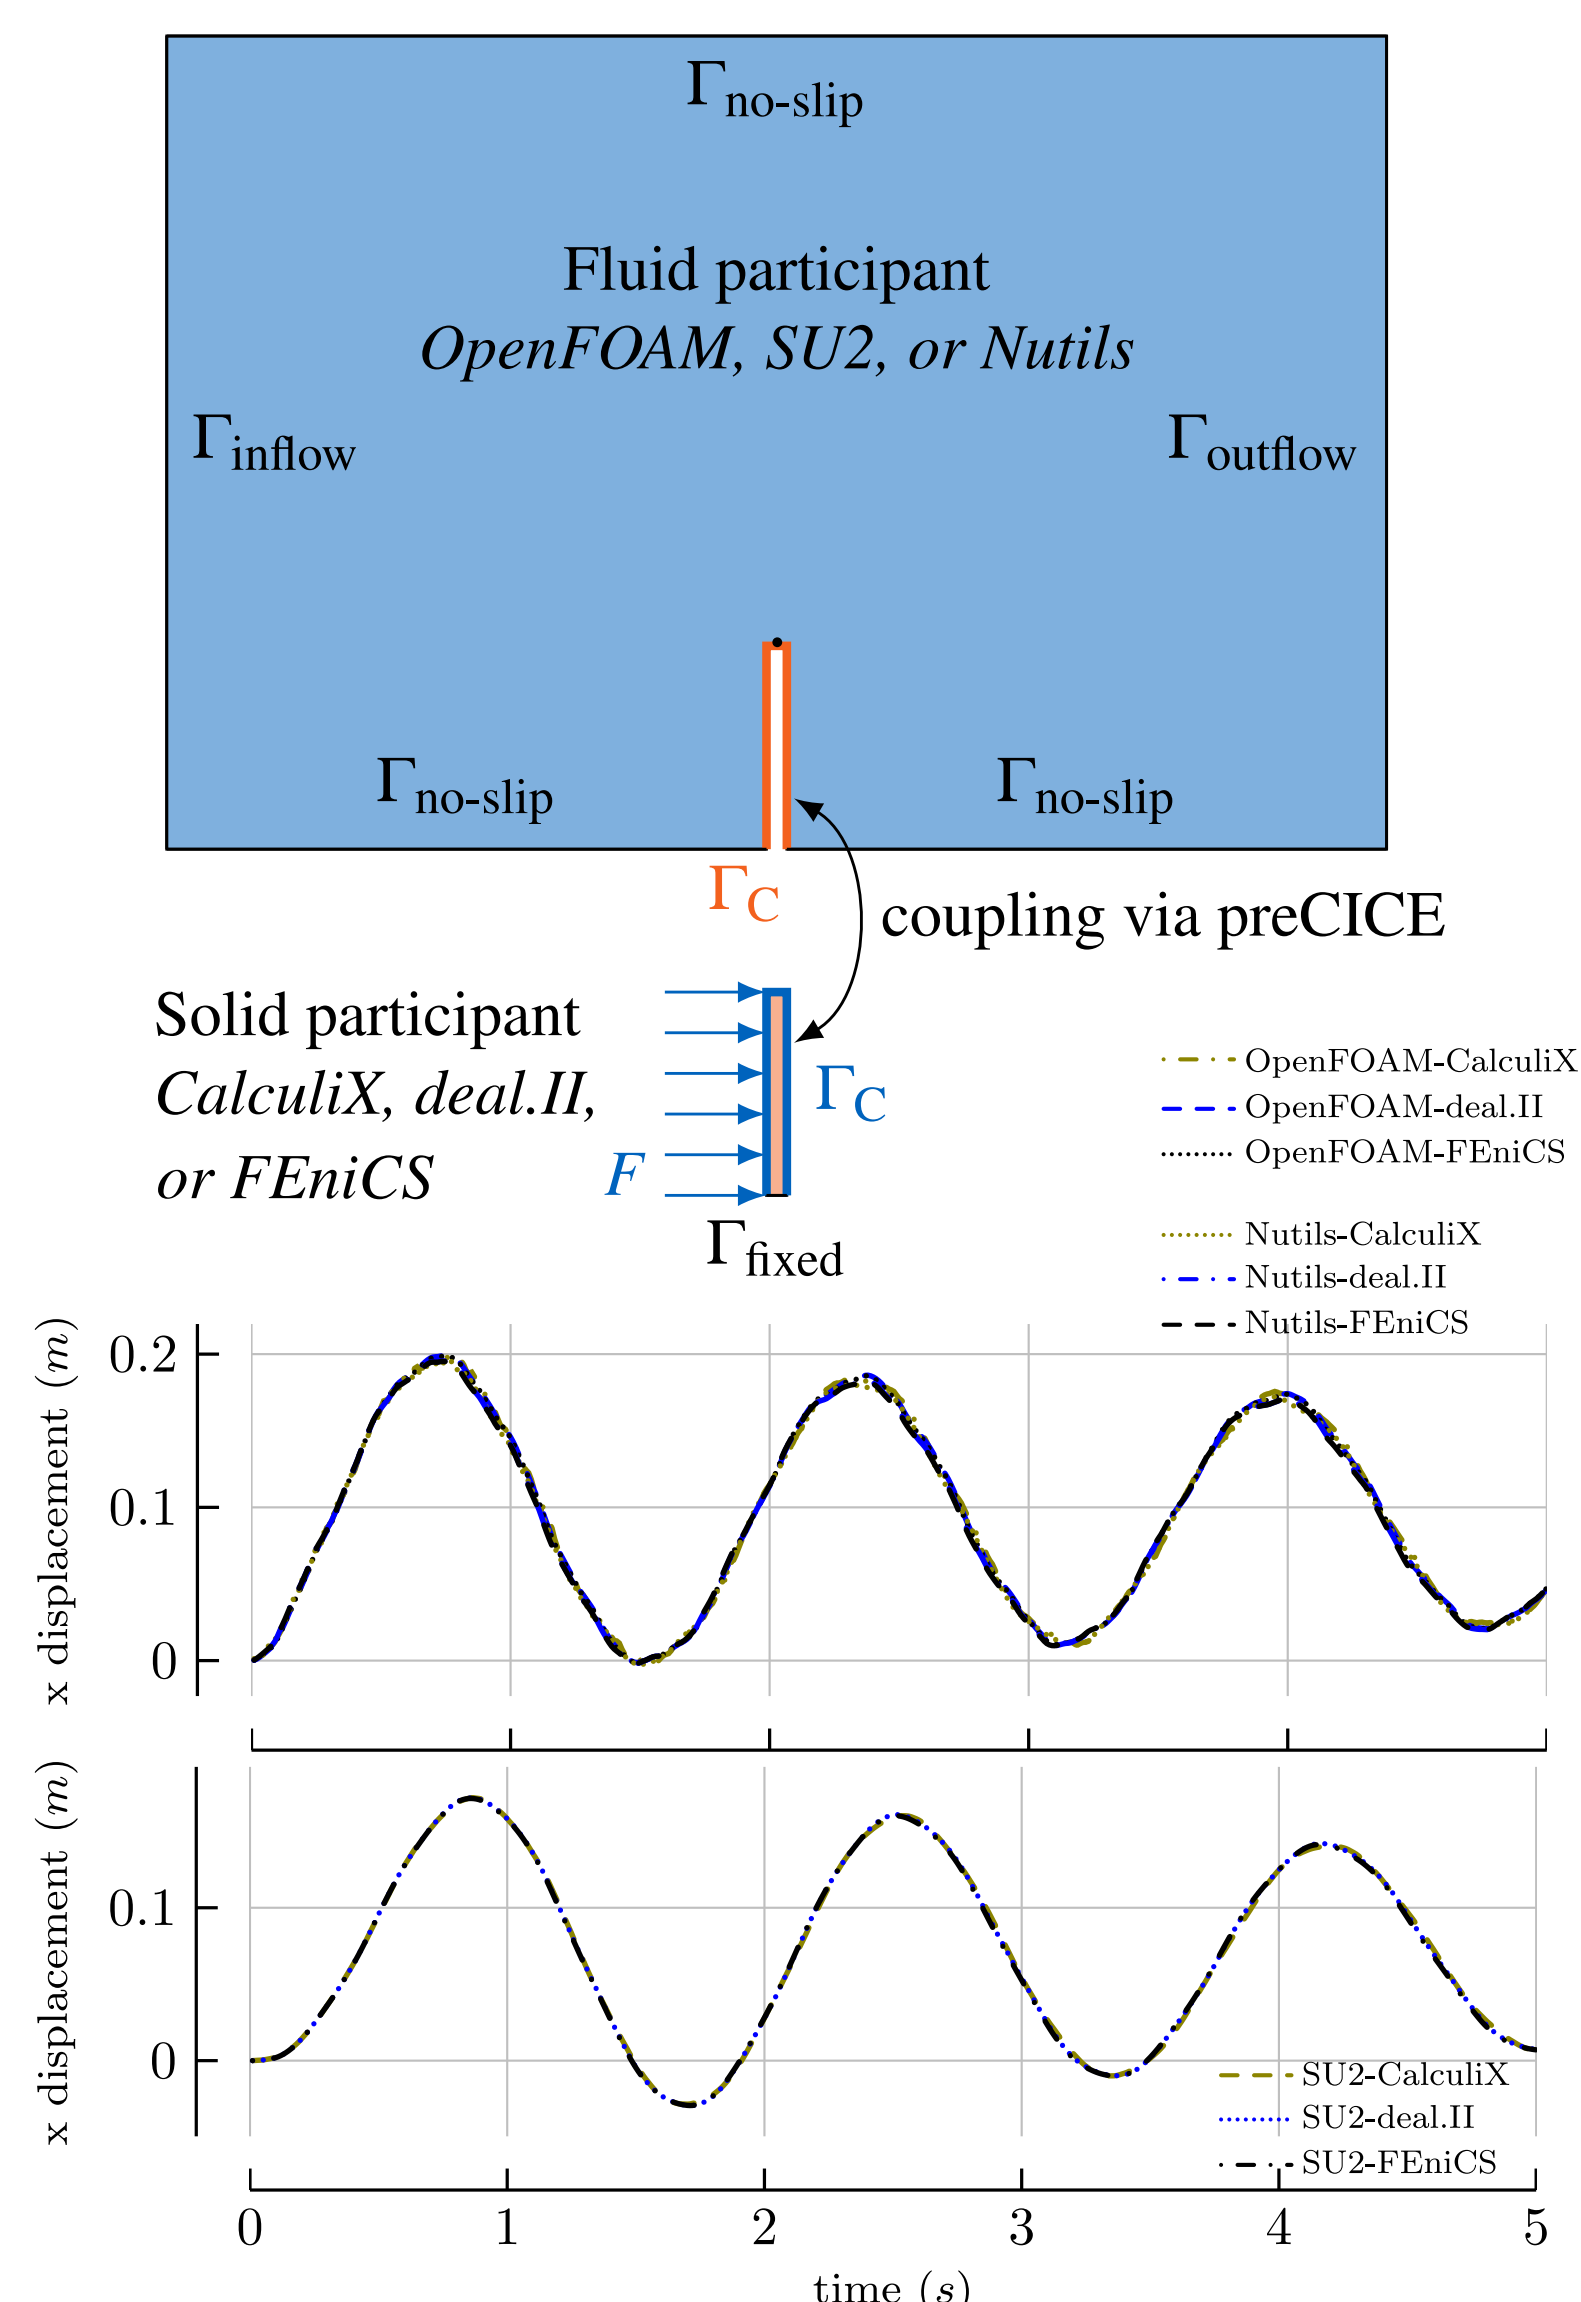 Γno-slip
Fluid participant
OpenFOAM, SU2, or Nutils
Γinflow
Γoutflow
Γno-slip
Γno-slip
ΓC
coupling via preCICE
Solid participant
CalculiX, deal.II,
or FEniCS
F
ΓC
Γfixed
OpenFOAM-CalculiX
OpenFOAM-deal.II
OpenFOAM-FEniCS
Nutils-CalculiX
Nutils-deal.II
Nutils-FEniCS
x displacement (m)
0.2
0.1
0
x displacement (m)
0.1
0
SU2-CalculiX
SU2-deal.II
SU2-FEniCS
0 1 2 3 4 5
time (s)